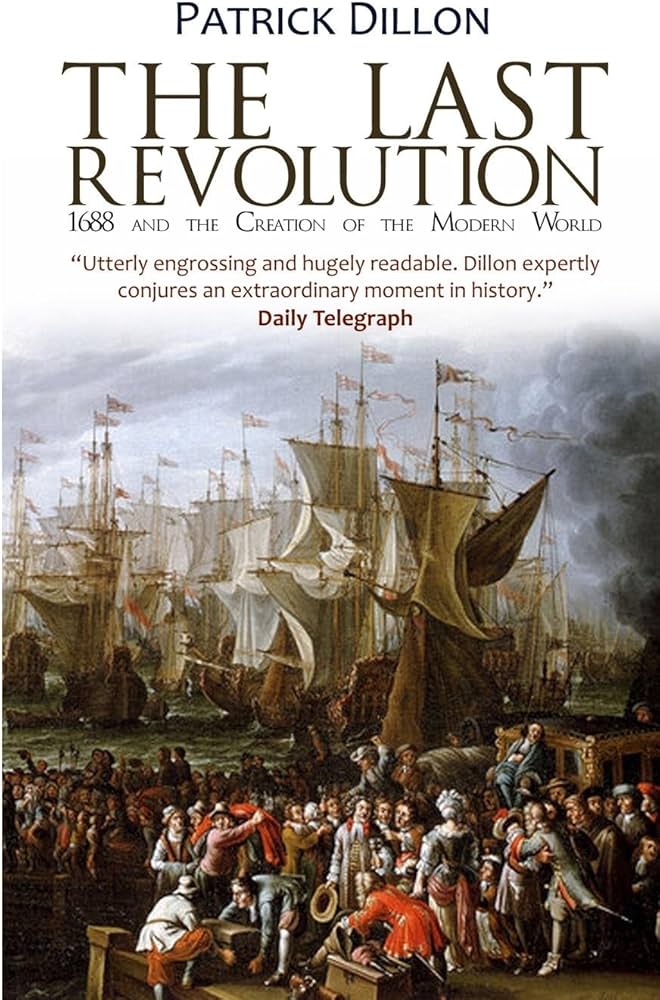 PATRICK DILLON
THE LAST
REVOLUTION
1688 AND THE CREATION OF THE MODERN WORLD
“Utterly engrossing and hugely readable. Dillon expertly
conjures an extraordinary moment in history.”
Daily Telegraph